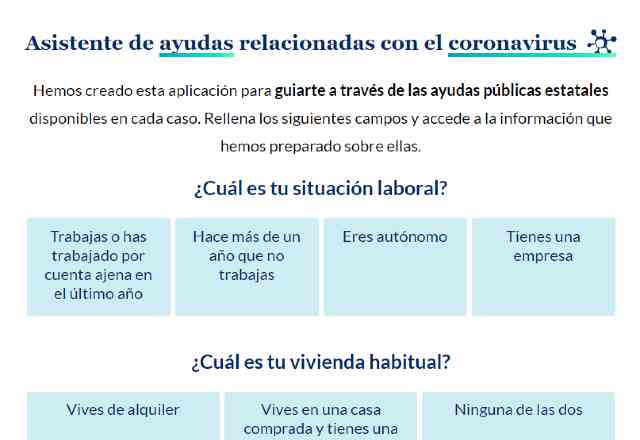 Asistente de ayudas relacionadas con el coronavirus
Hemos creado esta aplicación para guiarte a través de las ayudas públicas estatales
disponibles en cada caso. Rellena los siguientes campos y accede a la información que
hemos preparado sobre ellas.
¿Cuál es tu situación laboral?
Trabajas o has
trabajado por
cuenta ajena en
el último año
Hace más de un
año que no
trabajas
Eres autónomo
Tienes una
empresa
¿Cuál es tu vivienda habitual?
Vives de alquiler
Vives en una casa
comprada y tienes una
Ninguna de las dos